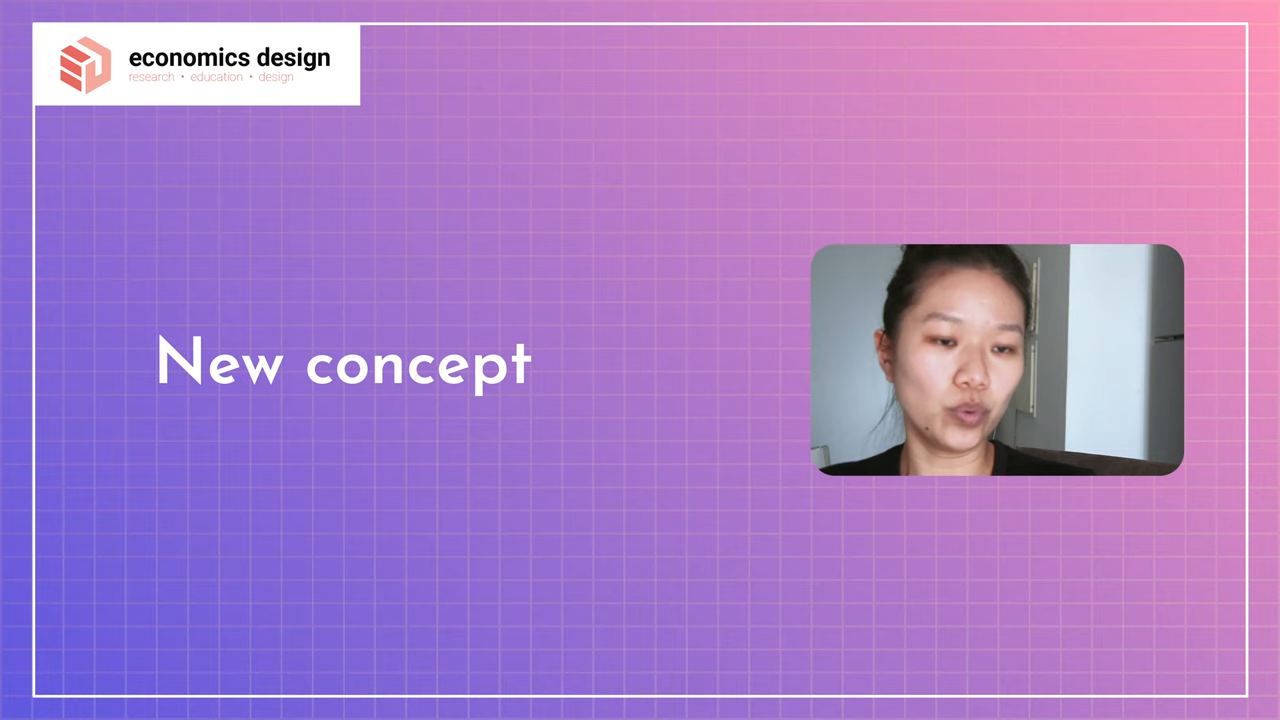 economics design
research • education • design
New concept